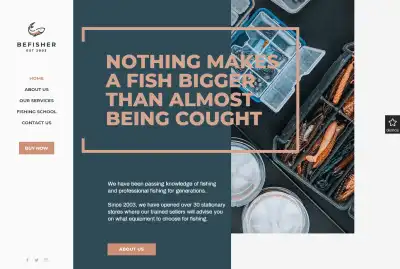 BEFISHER
EST 2003
HOME
ABOUT US
OUR SERVICES
FISHING SCHOOL
CONTACT US
BUY NOW
NOTHING MAKES
A FISH BIGGER
THAN ALMOST
BEING COUGHT
We have been passing knowledge of fishing
and professional fishing for generations.
Since 2003, we have opened over 30 stationary
stores where our trained sellers will advise you
on what equipment to choose for fishing.
ABOUT US